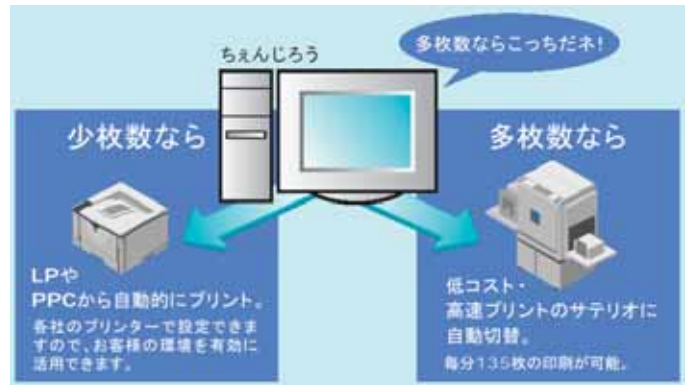 ちぇんじろう
多枚数ならこっちだネ!
少枚数なら
LPや
PPCから自動的にプリント。
各社のプリンターで設定できま
すので、お客様の環境を有効に
活用できます。
多枚数なら
低コスト・
高速プリントのサテリオに
自動切替。
毎分135枚の印刷が可能。